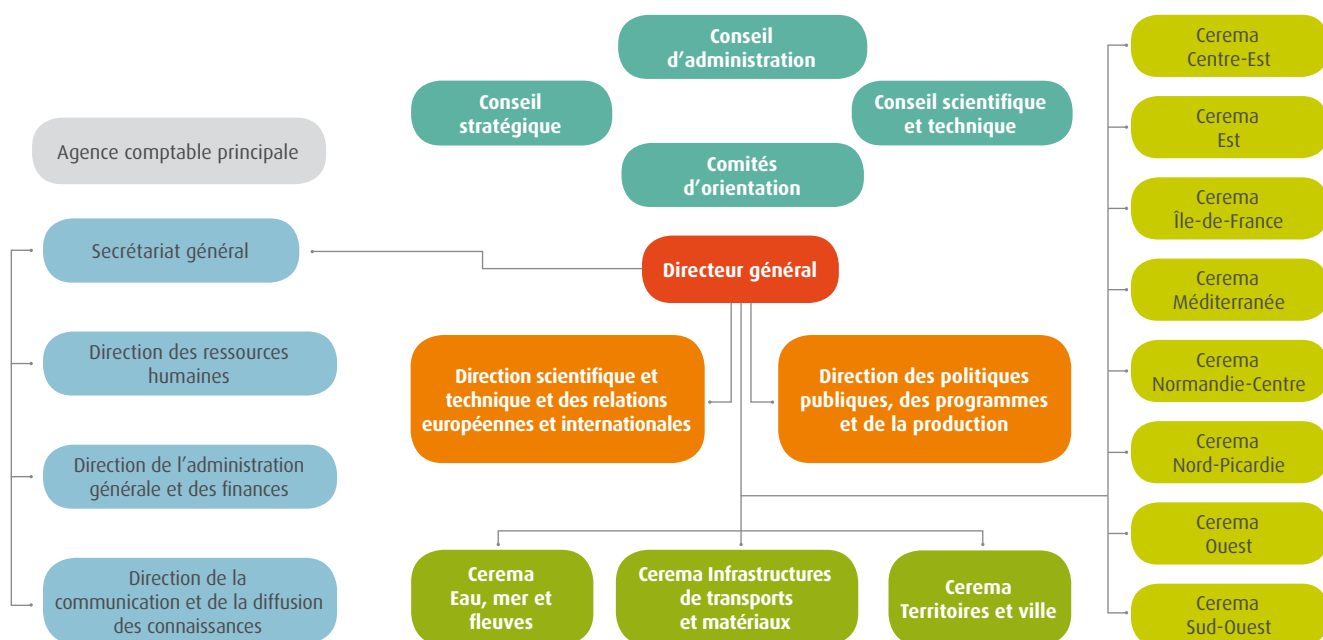 Conseil
d'administration
Conseil
stratégique
Conseil scientifique
et technique
Comités
d'orientation
Agence comptable principale
Secrétariat général
Direction des ressources
humaines
Direction de l'administration
générale et des finances
Direction de la
communication et de la diffusion
des connaissances
Directeur général
Direction scientifique et
technique et des relations
européennes et internationales
Direction des politiques
publiques, des programmes
et de la production
Cerema
Eau, mer et
fleuves
Cerema Infrastructures
de transports
et matériaux
Cerema
Territoires et ville
Cerema
Centre-Est
Cerema
Est
Cerema
Île-de-France
Cerema
Méditerranée
Cerema
Normandie-Centre
Cerema
Nord-Picardie
Cerema
Ouest
Cerema
Sud-Ouest